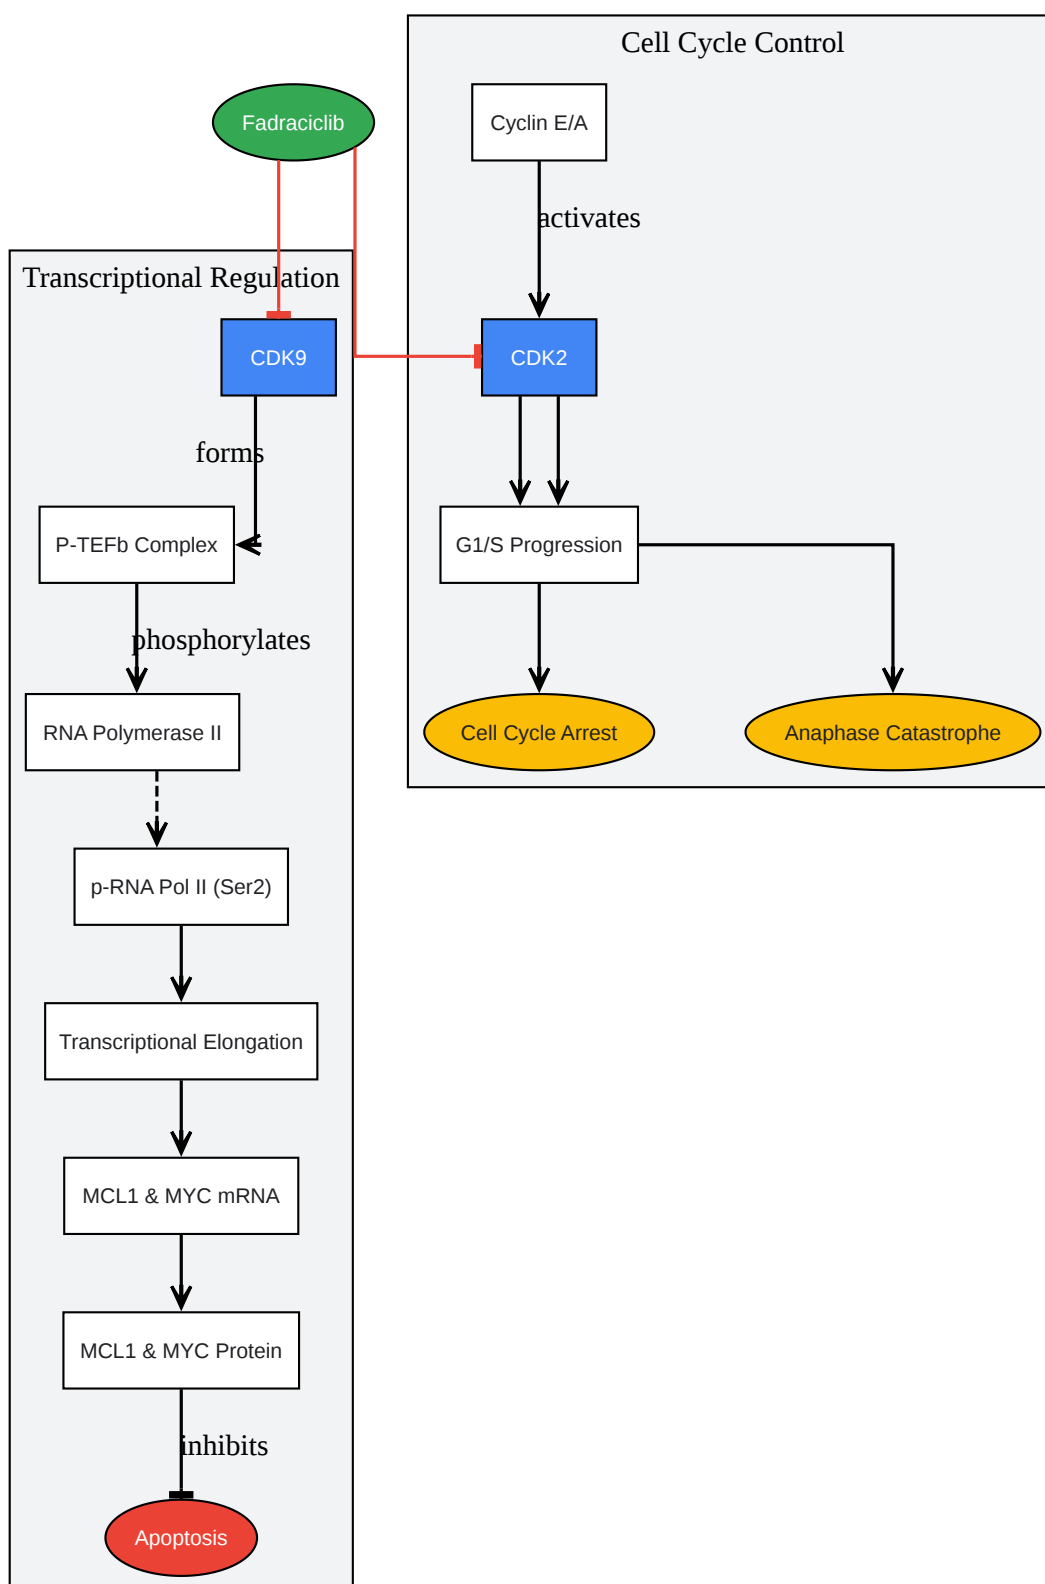 Cell Cycle Control
Fadraciclib
Cyclin E/A
activates
Transcriptional Regulation
CDK9
CDK2
forms
P-TEFb Complex
G1/S Progression
phosphorylates
RNA Polymerase II
Cell Cycle Arrest
Anaphase Catastrophe
p-RNA Pol II (Ser2)
Transcriptional Elongation
MCL1 & MYC mRNA
MCL1 & MYC Protein
inhibits
Apoptosis